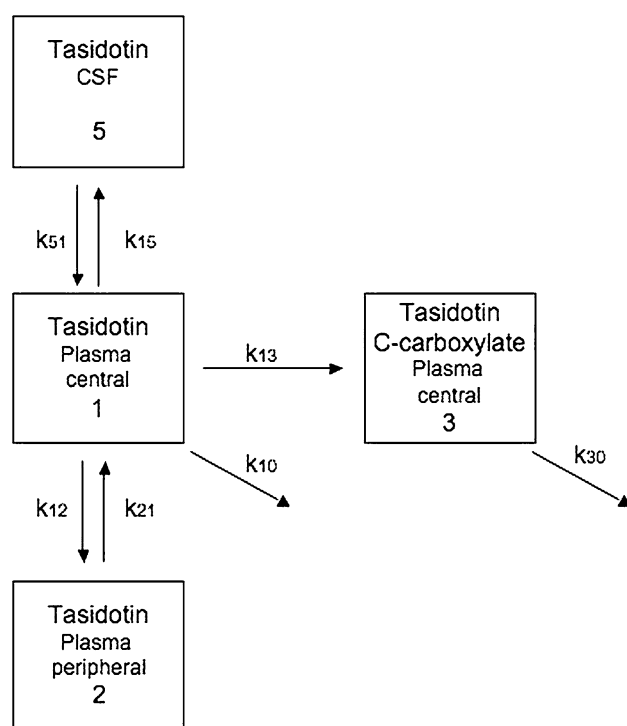 Tasidotin
CSF
5
k51
k15
Tasidotin
Plasma
central
1
k13
Tasidotin
C-carboxylate
Plasma
central
3
k10
k30
k12
k21
Tasidotin
Plasma
peripheral
2